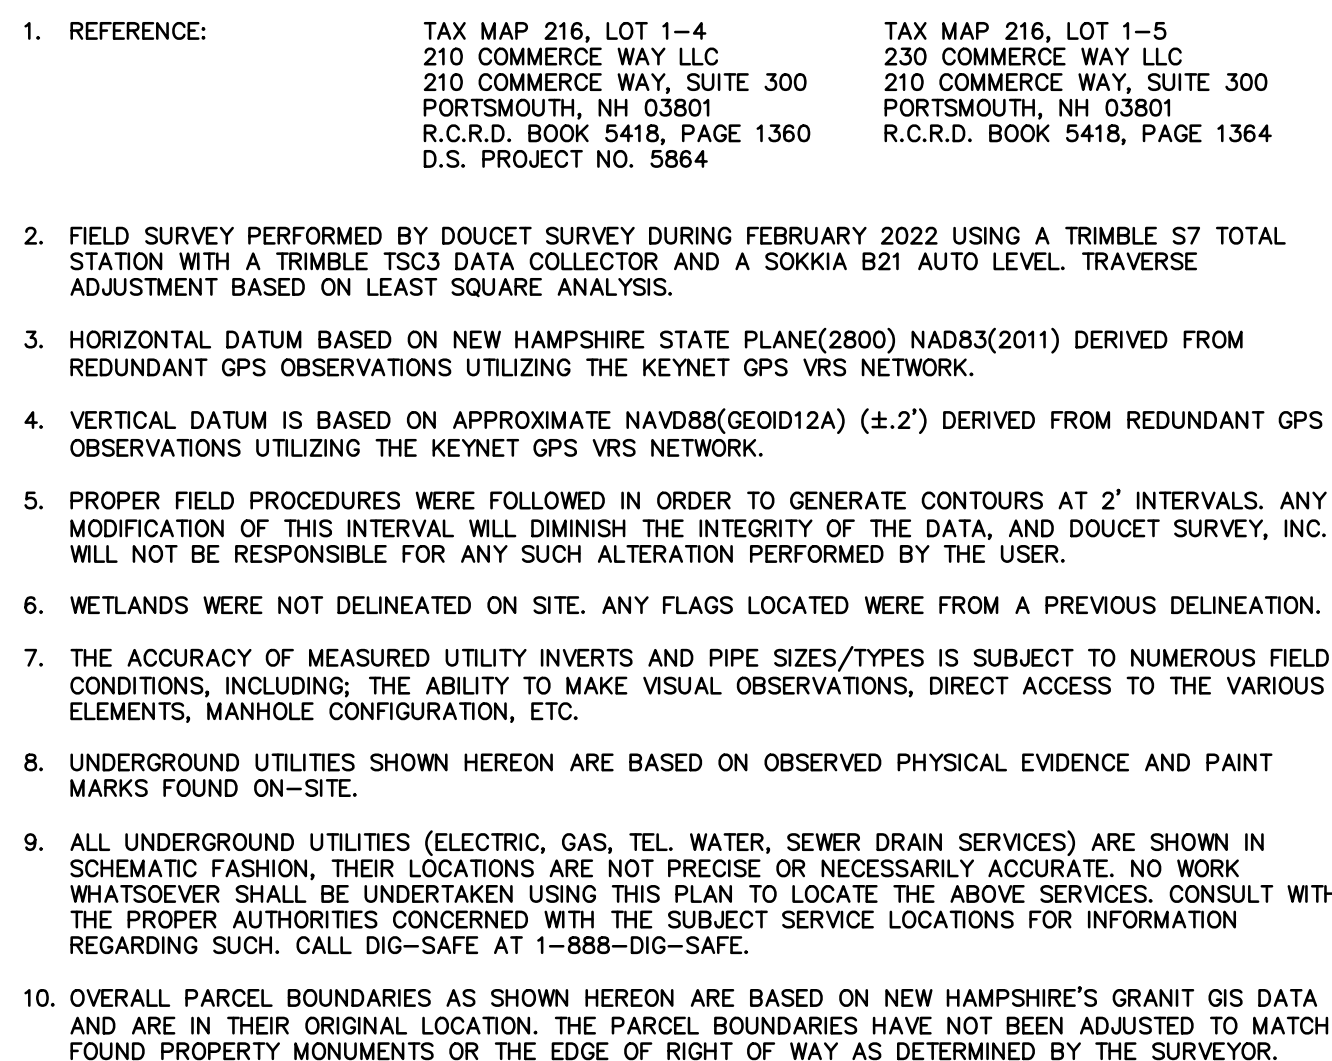 1. REFERENCE: TAX MAP 216, LOT 1–4 TAX MAP 216, LOT 1–5
210 COMMERCE WAY LLC 230 COMMERCE WAY LLC
210 COMMERCE WAY, SUITE 300 210 COMMERCE WAY, SUITE 300
PORTSMOUTH, NH 03801 PORTSMOUTH, NH 03801
R.C.R.D. BOOK 5418, PAGE 1360 R.C.R.D. BOOK 5418, PAGE 1364
D.S. PROJECT NO. 5864
2. FIELD SURVEY PERFORMED BY DOUCET SURVEY DURING FEBRUARY 2022 USING A TRIMBLE S7 TOTAL
STATION WITH A TRIMBLE TSC3 DATA COLLECTOR AND A SOKKIA B21 AUTO LEVEL. TRAVERSE
ADJUSTMENT BASED ON LEAST SQUARE ANALYSIS.
3. HORIZONTAL DATUM BASED ON NEW HAMPSHIRE STATE PLANE(2800) NAD83(2011) DERIVED FROM
REDUNDANT GPS OBSERVATIONS UTILIZING THE KEYNET GPS VRS NETWORK.
4. VERTICAL DATUM IS BASED ON APPROXIMATE NAVD88(GEOID12A) (±.2') DERIVED FROM REDUNDANT GPS
OBSERVATIONS UTILIZING THE KEYNET GPS VRS NETWORK.
5. PROPER FIELD PROCEDURES WERE FOLLOWED IN ORDER TO GENERATE CONTOURS AT 2' INTERVALS. ANY
MODIFICATION OF THIS INTERVAL WILL DIMINISH THE INTEGRITY OF THE DATA, AND DOUCET SURVEY, INC.
WILL NOT BE RESPONSIBLE FOR ANY SUCH ALTERATION PERFORMED BY THE USER.
6. WETLANDS WERE NOT DELINEATED ON SITE. ANY FLAGS LOCATED WERE FROM A PREVIOUS DELINEATION.
7. THE ACCURACY OF MEASURED UTILITY INVERTS AND PIPE SIZES/TYPES IS SUBJECT TO NUMEROUS FIELD
CONDITIONS, INCLUDING; THE ABILITY TO MAKE VISUAL OBSERVATIONS, DIRECT ACCESS TO THE VARIOUS
ELEMENTS, MANHOLE CONFIGURATION, ETC.
8. UNDERGROUND UTILITIES SHOWN HEREON ARE BASED ON OBSERVED PHYSICAL EVIDENCE AND PAINT
MARKS FOUND ON–SITE.
9. ALL UNDERGROUND UTILITIES (ELECTRIC, GAS, TEL. WATER, SEWER DRAIN SERVICES) ARE SHOWN IN
SCHEMATIC FASHION, THEIR LOCATIONS ARE NOT PRECISE OR NECESSARILY ACCURATE. NO WORK
WHATSOEVER SHALL BE UNDERTAKEN USING THIS PLAN TO LOCATE THE ABOVE SERVICES. CONSULT WITH
THE PROPER AUTHORITIES CONCERNED WITH THE SUBJECT SERVICE LOCATIONS FOR INFORMATION
REGARDING SUCH. CALL DIG–SAFE AT 1–888–DIG–SAFE.
10. OVERALL PARCEL BOUNDARIES AS SHOWN HEREON ARE BASED ON NEW HAMPSHIRE'S GRANIT GIS DATA
AND ARE IN THEIR ORIGINAL LOCATION. THE PARCEL BOUNDARIES HAVE NOT BEEN ADJUSTED TO MATCH
FOUND PROPERTY MONUMENTS OR THE EDGE OF RIGHT OF WAY AS DETERMINED BY THE SURVEYOR.